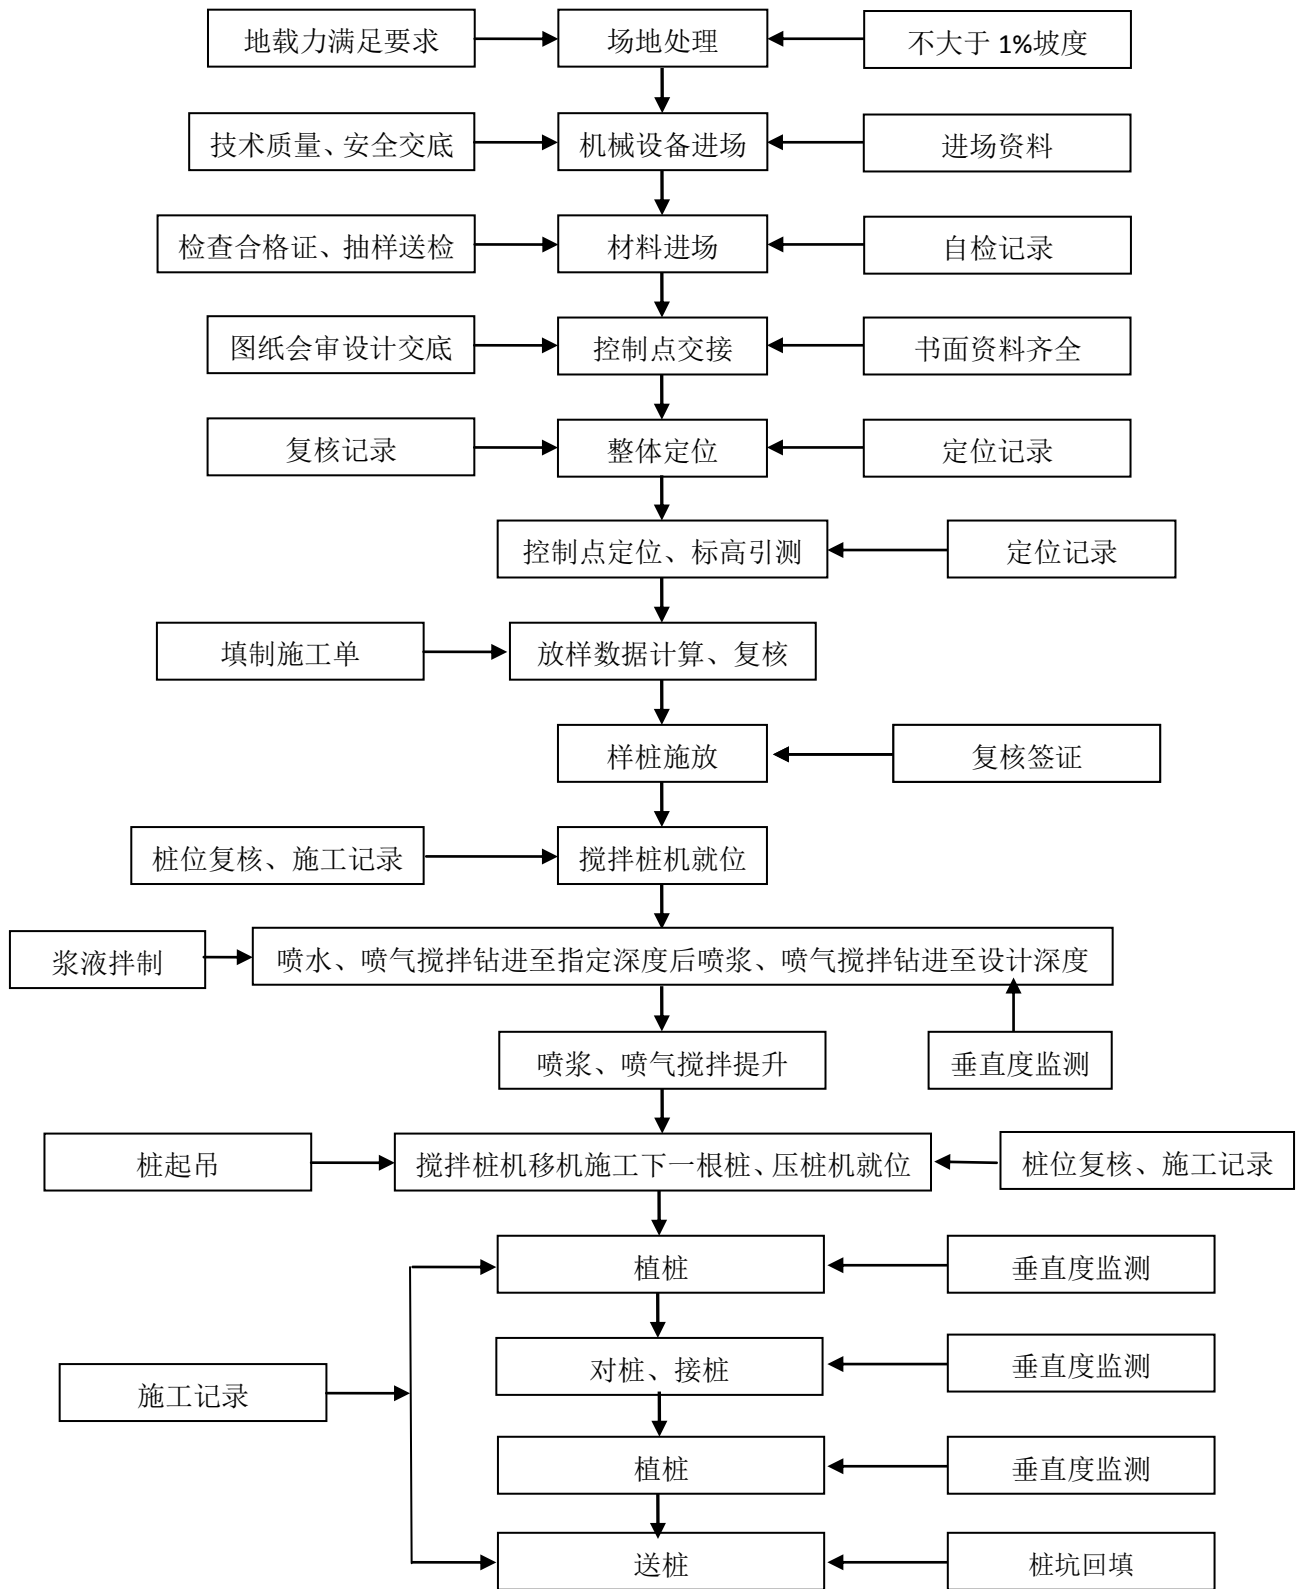 地载力满足要求
场地处理
不大于 1%坡度
技术质量、安全交底
机械设备进场
进场资料
检查合格证、抽样送检
材料进场
自检记录
图纸会审设计交底
控制点交接
书面资料齐全
复核记录
整体定位
定位记录
控制点定位、标高引测
定位记录
填制施工单
放样数据计算、复核
样桩施放
复核签证
桩位复核、施工记录
搅拌桩机就位
浆液拌制
喷水、喷气搅拌钻进至指定深度后喷浆、喷气搅拌钻进至设计深度
喷浆、喷气搅拌提升
垂直度监测
桩起吊
搅拌桩机移机施工下一根桩、压桩机就位
桩位复核、施工记录
植桩
垂直度监测
对桩、接桩
垂直度监测
施工记录
植桩
垂直度监测
送桩
桩坑回填